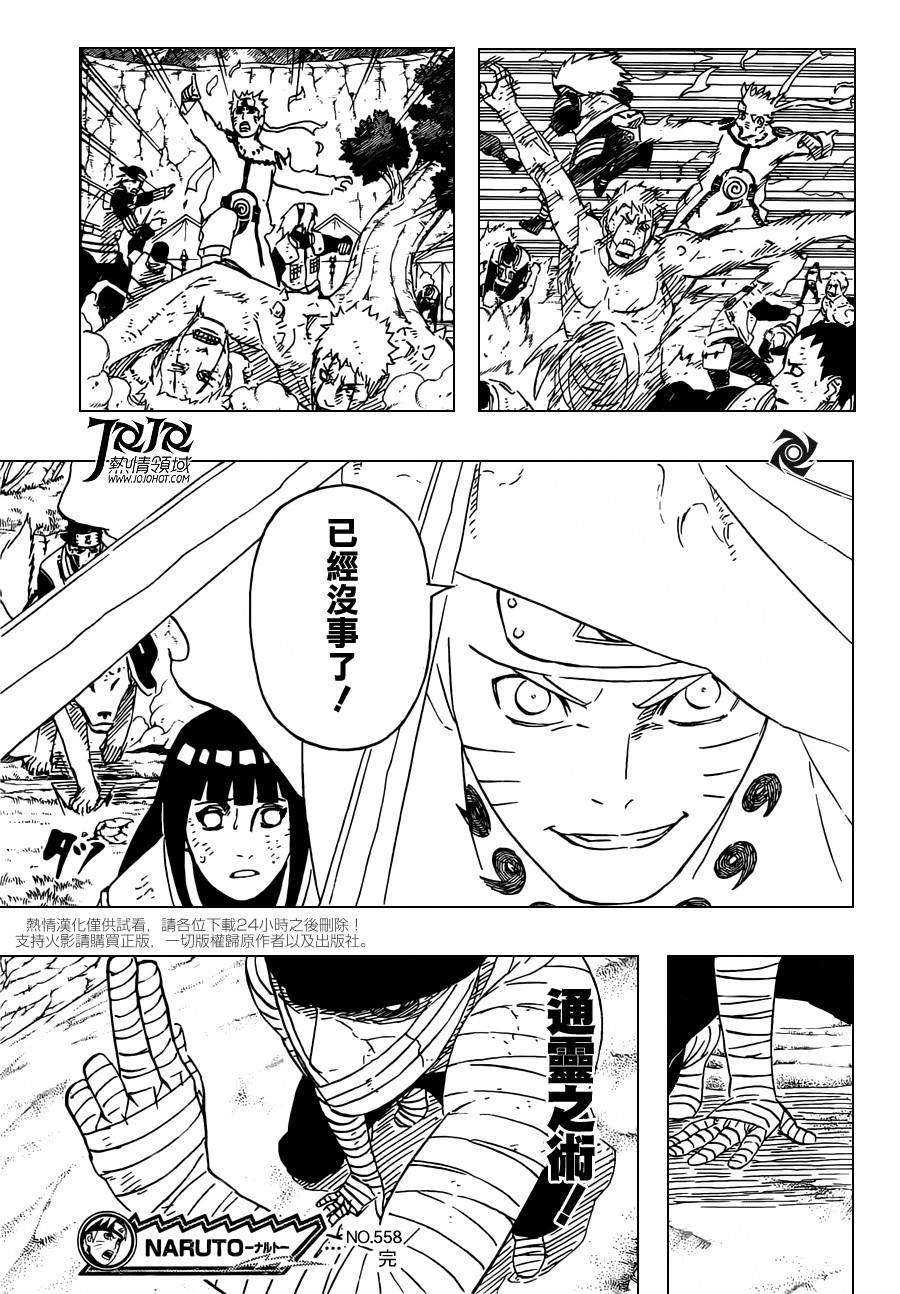 JOJO
熱情領域
WWW.JOJOHOT.COM
已經沒事了！
ダッ
熱情漢化僅供試看，請各位下載24小時之後刪除！
支持火影請購買正版，一切版權歸原作者以及出版社。
通靈之術！
NARUTO—ナルト—
NO.558
完